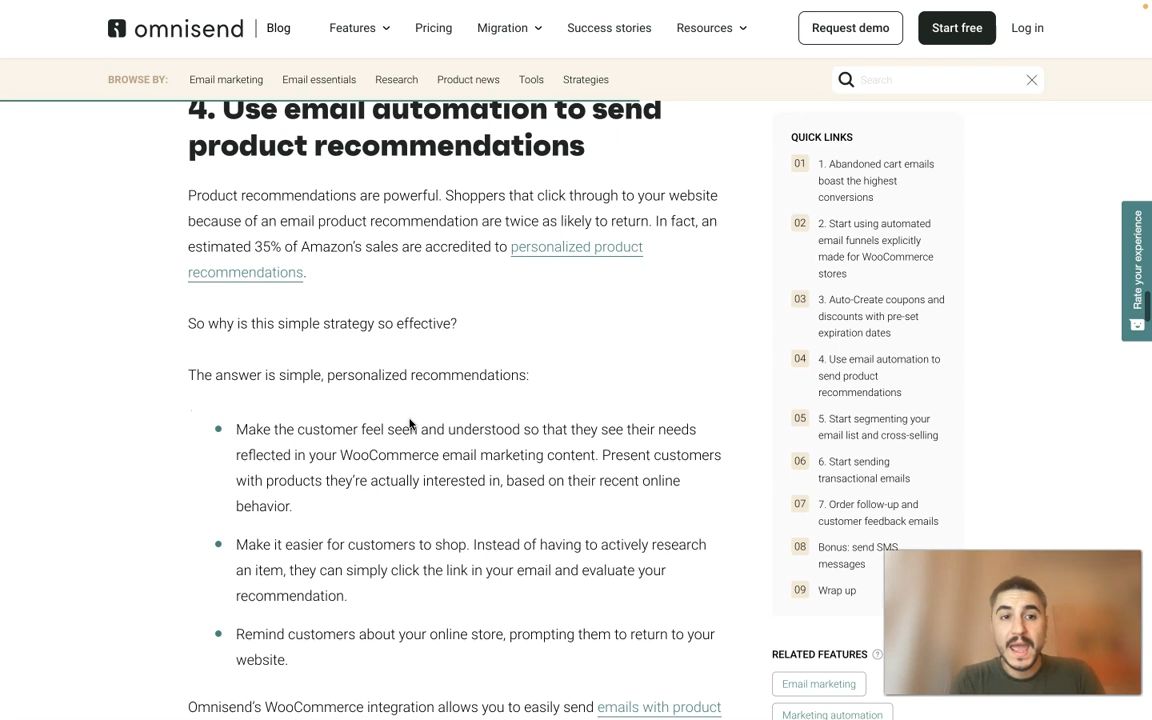 omnisend
Blog
Features
Pricing
Migration
Success stories
Resources
Request demo
Start free
Log in
BROWSE BY:
Email marketing
Email essentials
Research
Product news
Tools
Strategies
Search
4. Use email automation to send
product recommendations
Product recommendations are powerful. Shoppers that click through to your website
because of an email product recommendation are twice as likely to return. In fact, an
estimated 35% of Amazon's sales are accredited to personalized product
recommendations.
So why is this simple strategy so effective?
The answer is simple, personalized recommendations:
Make the customer feel seen and understood so that they see their needs
reflected in your WooCommerce email marketing content. Present customers
with products they're actually interested in, based on their recent online
behavior.
Make it easier for customers to shop. Instead of having to actively research
an item, they can simply click the link in your email and evaluate your
recommendation.
Remind customers about your online store, prompting them to return to your
website.
Omnisend's WooCommerce integration allows you to easily send emails with product
QUICK LINKS
01 1. Abandoned cart emails
boast the highest
conversions
02 2. Start using automated
email funnels explicitly
made for WooCommerce
stores
03 3. Auto-Create coupons and
discounts with pre-set
expiration dates
04 4. Use email automation to
send product
recommendations
05 5. Start segmenting your
email list and cross-selling
06 6. Start sending
transactional emails
07 7. Order follow-up and
customer feedback emails
08 Bonus: send SMS
messages
09 Wrap up
RELATED FEATURES ?
Email marketing
Marketing automation
Rate your experience